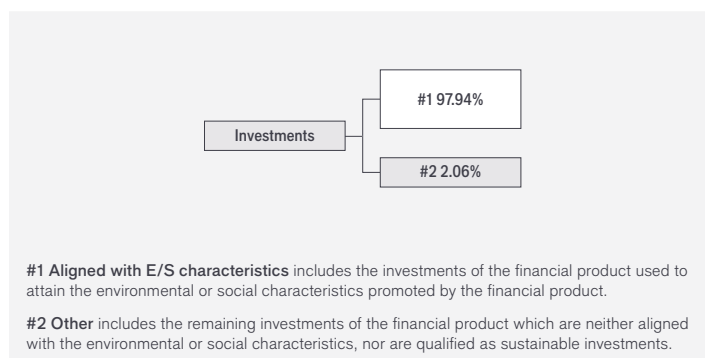 #1 97.94%
Investments
#2 2.06%
#1 Aligned with E/S characteristics includes the investments of the financial product used to
attain the environmental or social characteristics promoted by the financial product.
#2 Other includes the remaining investments of the financial product which are neither aligned
with the environmental or social characteristics, nor are qualified as sustainable investments.